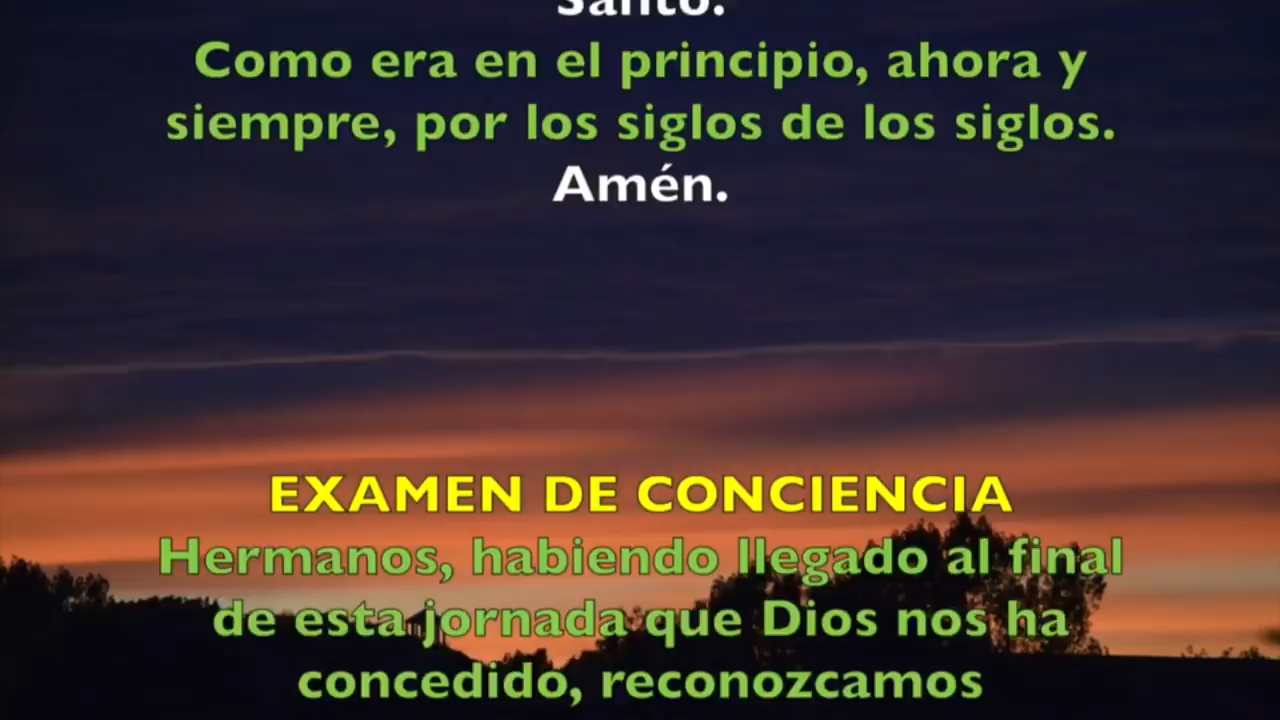 Santo.
Como era en el principio, ahora y
siempre, por los siglos de los siglos.
Amén.
EXAMEN DE CONCIENCIA
Hermanos, habiendo llegado al final
de esta jornada que Dios nos ha
concedido, reconozcamos